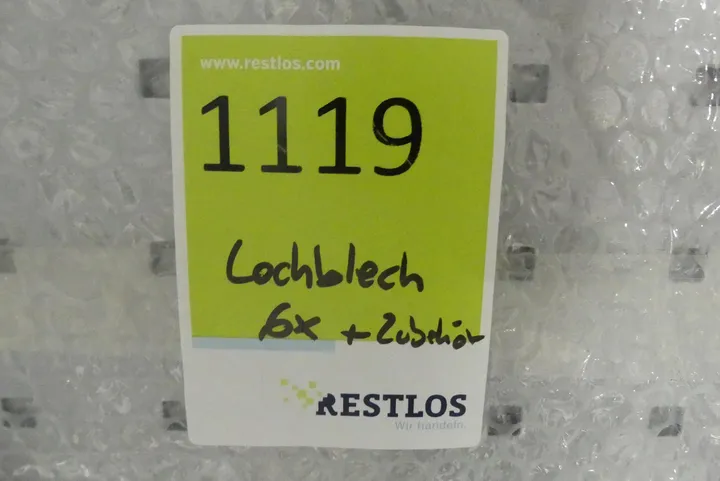 www.restlos.com
1119
Lochblech
6x + Zubehör
RESTLOS
Wir handeln.